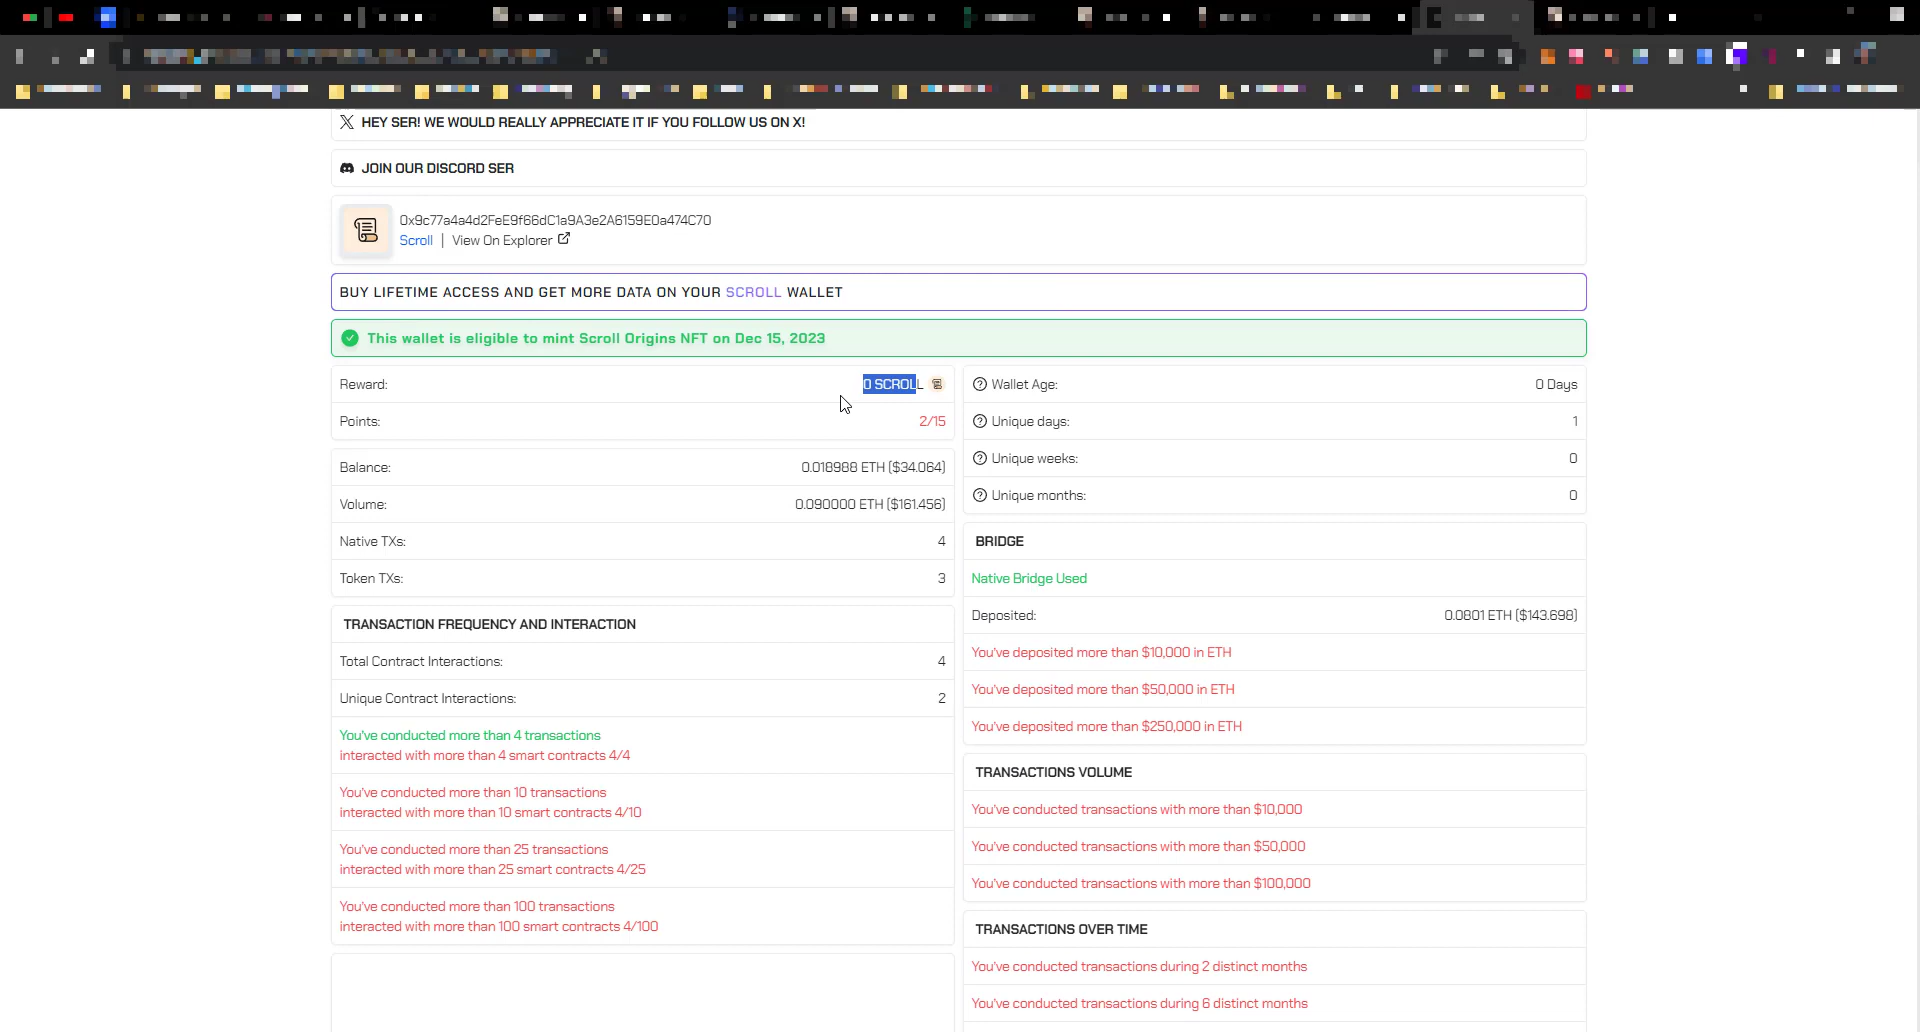 HEY SER! WE WOULD REALLY APPRECIATE IT IF YOU FOLLOW US ON X!
JOIN OUR DISCORD SER
0x9c77a4a4d2FeE9f66dC1a9A3e2A6159E0a474C70
Scroll | View On Explorer
BUY LIFETIME ACCESS AND GET MORE DATA ON YOUR SCROLL WALLET
This wallet is eligible to mint Scroll Origins NFT on Dec 15, 2023
Reward: 0 SCROLL
Points: 2/15
Balance: 0.018988 ETH ($34.064)
Volume: 0.090000 ETH ($161.456)
Native TXs: 4
Token TXs: 3
TRANSACTION FREQUENCY AND INTERACTION
Total Contract Interactions: 4
Unique Contract Interactions: 2
You've conducted more than 4 transactions
interacted with more than 4 smart contracts 4/4
You've conducted more than 10 transactions
interacted with more than 10 smart contracts 4/10
You've conducted more than 25 transactions
interacted with more than 25 smart contracts 4/25
You've conducted more than 100 transactions
interacted with more than 100 smart contracts 4/100
Wallet Age: 0 Days
Unique days: 1
Unique weeks: 0
Unique months: 0
BRIDGE
Native Bridge Used
Deposited: 0.0801 ETH ($143.698)
You've deposited more than $10,000 in ETH
You've deposited more than $50,000 in ETH
You've deposited more than $250,000 in ETH
TRANSACTIONS VOLUME
You've conducted transactions with more than $10,000
You've conducted transactions with more than $50,000
You've conducted transactions with more than $100,000
TRANSACTIONS OVER TIME
You've conducted transactions during 2 distinct months
You've conducted transactions during 6 distinct months